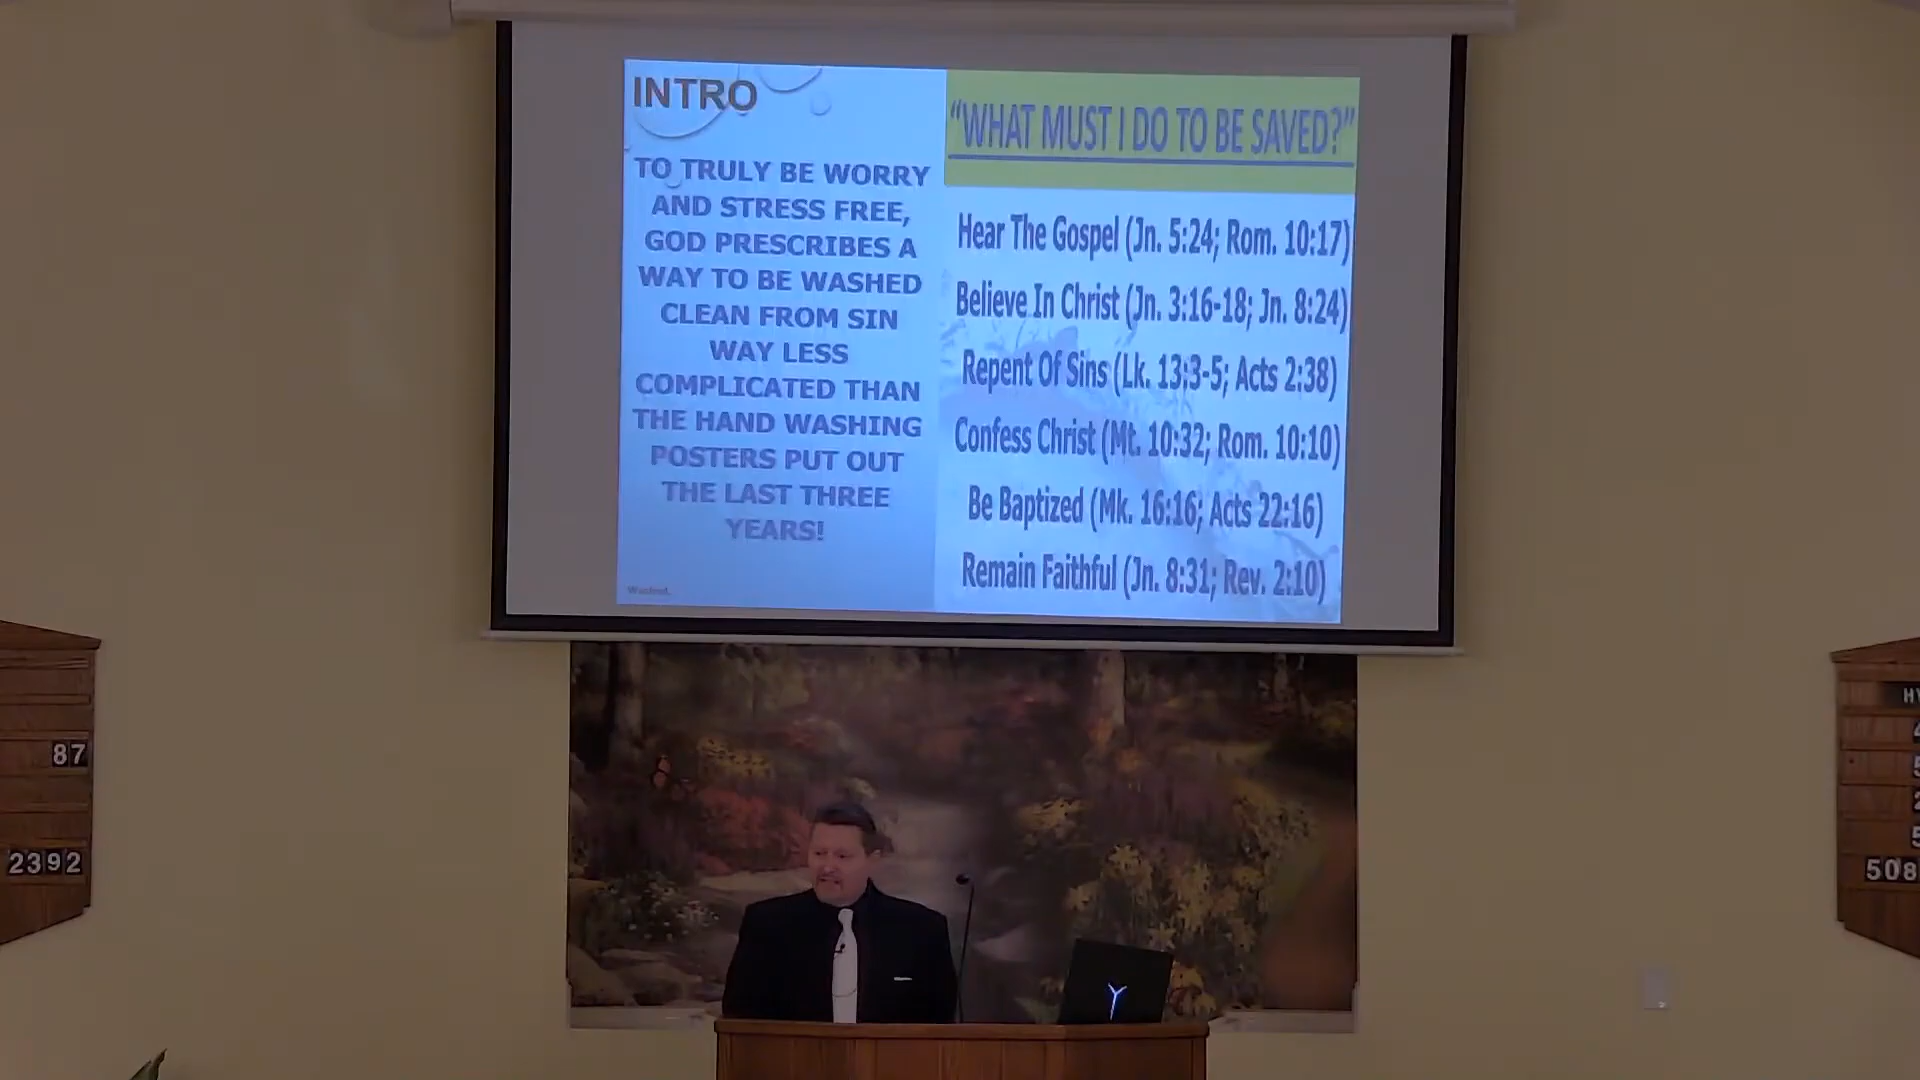 INTRO
TO TRULY BE WORRY
AND STRESS FREE,
GOD PRESCRIBES A
WAY TO BE WASHED
CLEAN FROM SIN
WAY LESS
COMPLICATED THAN
THE HAND WASHING
POSTERS PUT OUT
THE LAST THREE
YEARS!
Washed.
“WHAT MUST I DO TO BE SAVED?”
Hear The Gospel (Jn. 5:24; Rom. 10:17)
Believe In Christ (Jn. 3:16-18; Jn. 8:24)
Repent Of Sins (Lk. 13:3-5; Acts 2:38)
Confess Christ (Mt. 10:32; Rom. 10:10)
Be Baptized (Mk. 16:16; Acts 22:16)
Remain Faithful (Jn. 8:31; Rev. 2:10)
87
2392
508